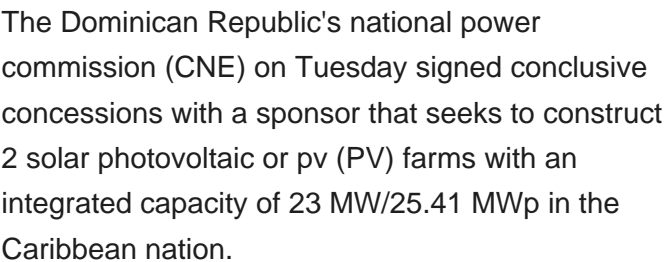 The Dominican Republic's national power
commission (CNE) on Tuesday signed conclusive
concessions with a sponsor that seeks to construct
2 solar photovoltaic or pv (PV) farms with an
integrated capacity of 23 MW/25.41 MWp in the
Caribbean nation.